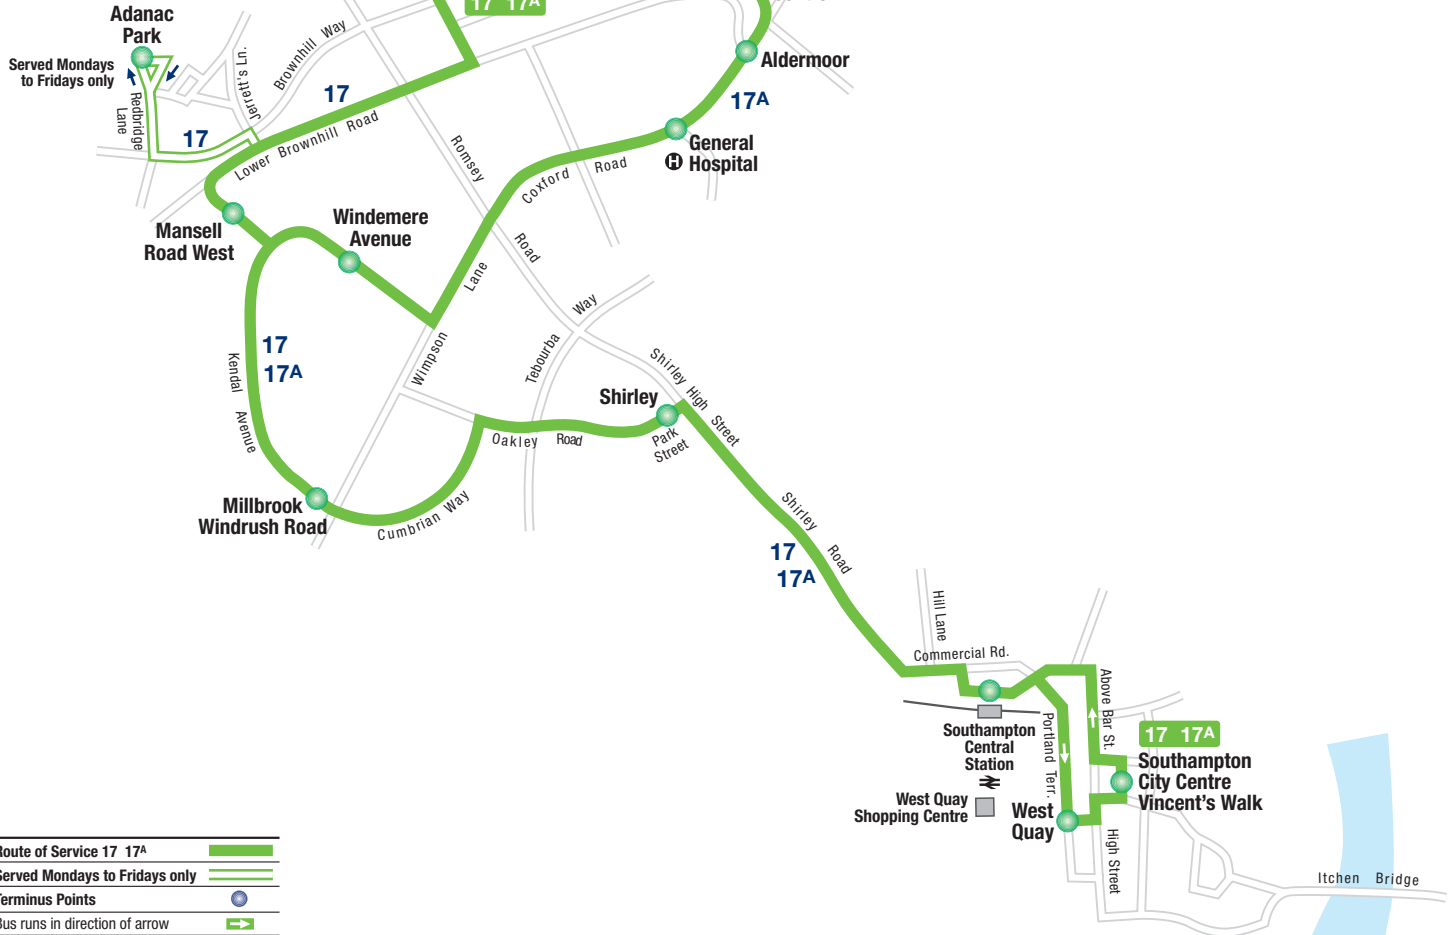 17 17A
Adanac
Park
Served Mondays
to Fridays only
Redbridge
Lane
Jerrett's Ln.
Brownhill Way
17
17
Lower Brownhill Road
Aldermoor
17A
General
Hospital
H
Romsey
Road
Coxford Road
Mansell
Road West
Windemere
Avenue
Lane
Wimpson
17
17A
Kendal Avenue
Tebourba Way
Shirley High Street
Shirley
Park
Street
Oakley Road
Millbrook
Windrush Road
Cumbrian Way
Shirley Road
17
17A
Hill Lane
Commercial Rd.
Above Bar St.
Portland Terr.
Southampton
Central
Station
West Quay
Shopping Centre
West
Quay
17 17A
Southampton
City Centre
Vincent's Walk
High Street
Itchen Bridge
Route of Service 17 17A
Served Mondays to Fridays only
Terminus Points
Bus runs in direction of arrow